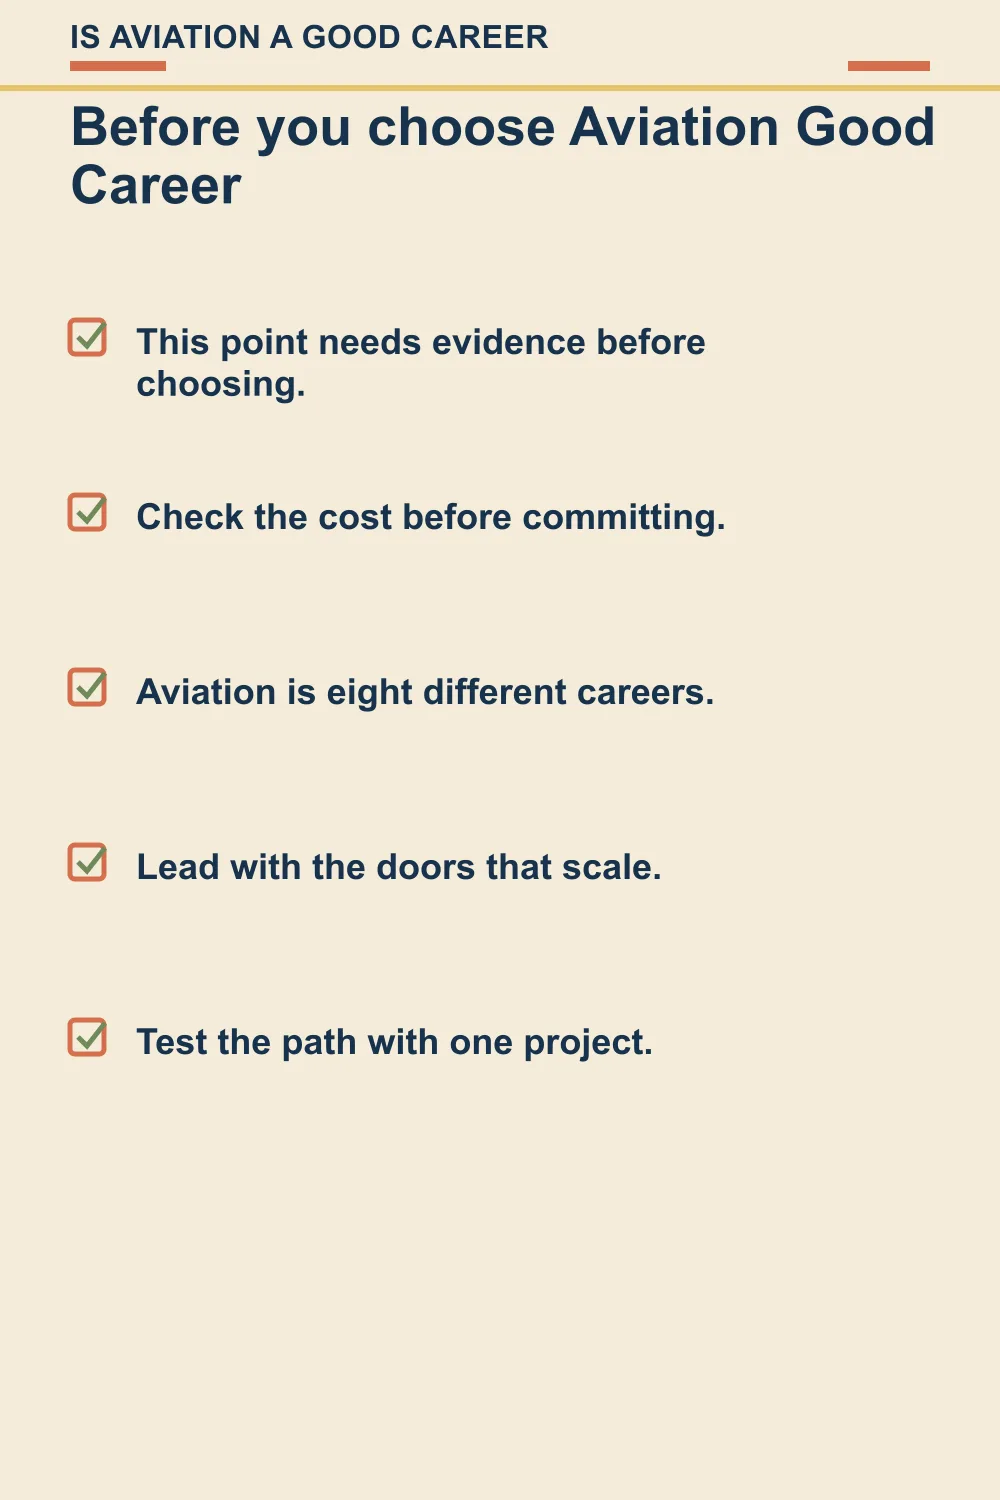 IS AVIATION A GOOD CAREER
Before you choose Aviation Good
Career
This point needs evidence before
choosing.
Check the cost before committing.
Aviation is eight different careers.
Lead with the doors that scale.
Test the path with one project.